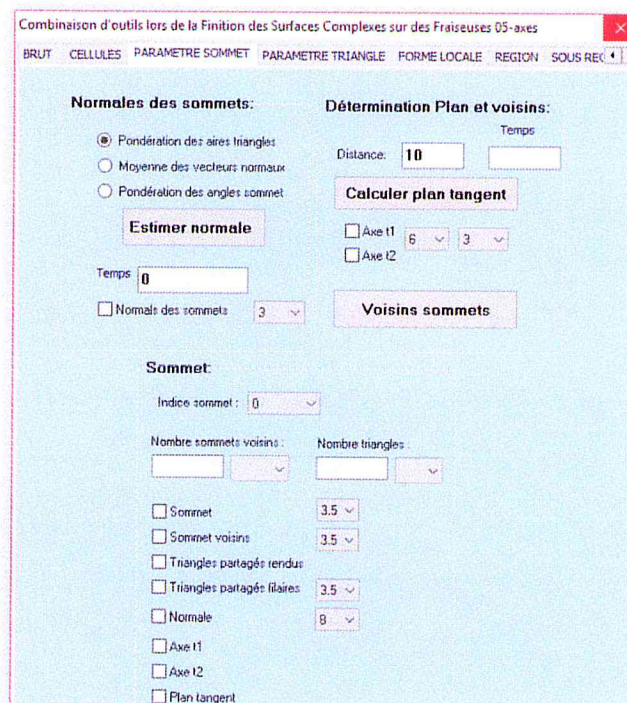 Combinaison d'outils lors de la Finition des Surfaces Complexes sur des Fraiseuses 05-axes
BRUT CELLULES PARAMETRE SOMMET PARAMETRE TRIANGLE FORME LOCALE REGION SOUS REG
Normales des sommets:
Pondération des aires triangles
Moyenne des vecteurs normaux
Pondération des angles sommet
Estimer normale
Temps 0
Normals des sommets 3
Détermination Plan et voisins:
Temps
Distance: 10
Calculer plan tangent
Axe t1 6 3
Axe t2
Voisins sommets
Sommet:
Indice sommet : 0
Nombre sommets voisins : Nombre triangles :
Sommet 3.5
Sommet voisins 3.5
Triangles partagés rendus
Triangles partagés filaires 3.5
Normale 8
Axe t1
Axe t2
Plan tangent